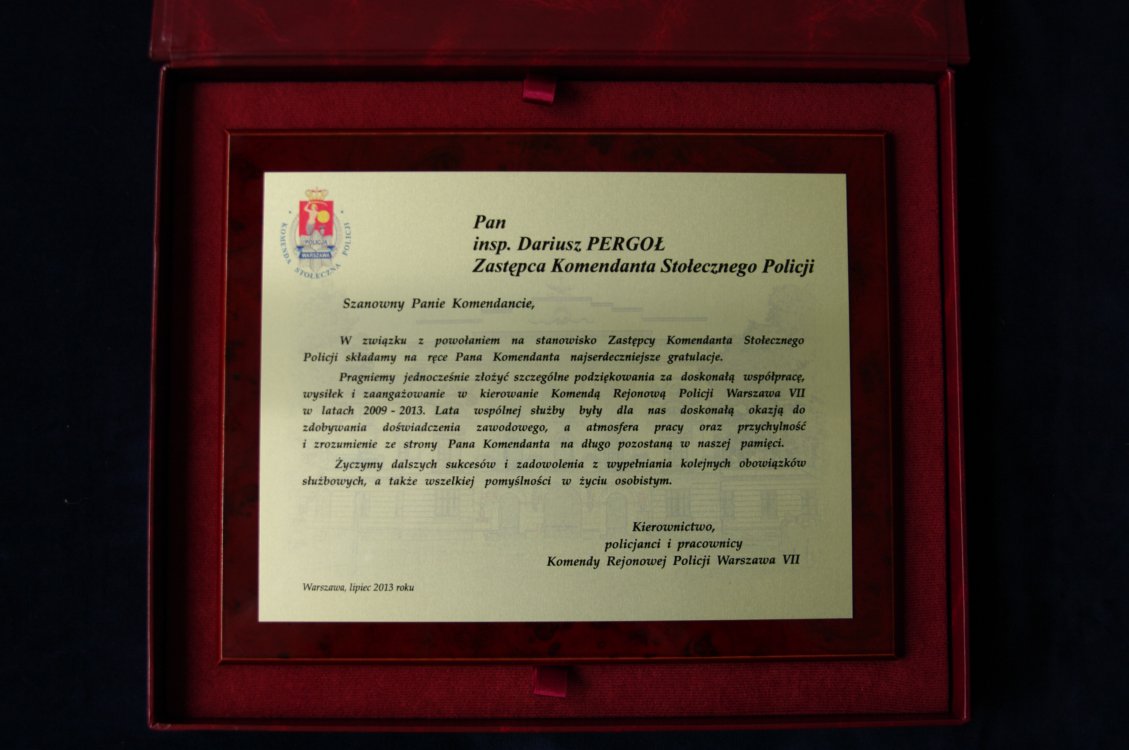 KOMENDA STOŁECZNA POLICJI
POLICJA
WARSZAWA
Pan
insp. Dariusz PERGOŁ
Zastępca Komendanta Stołecznego Policji
Szanowny Panie Komendancie,
W związku z powołaniem na stanowisko Zastępcy Komendanta Stołecznego
Policji składamy na ręce Pana Komendanta najserdeczniejsze gratulacje.
Pragniemy jednocześnie złożyć szczególne podziękowania za doskonałą współpracę,
wysiłek i zaangażowanie w kierowanie Komendą Rejonową Policji Warszawa VII
w latach 2009 - 2013. Lata wspólnej służby były dla nas doskonałą okazją do
zdobywania doświadczenia zawodowego, a atmosfera pracy oraz przychylność
i zrozumienie ze strony Pana Komendanta na długo pozostaną w naszej pamięci.
Życzymy dalszych sukcesów i zadowolenia z wypełniania kolejnych obowiązków
służbowych, a także wszelkiej pomyślności w życiu osobistym.
Kierownictwo,
policjanci i pracownicy
Komendy Rejonowej Policji Warszawa VII
Warszawa, lipiec 2013 roku